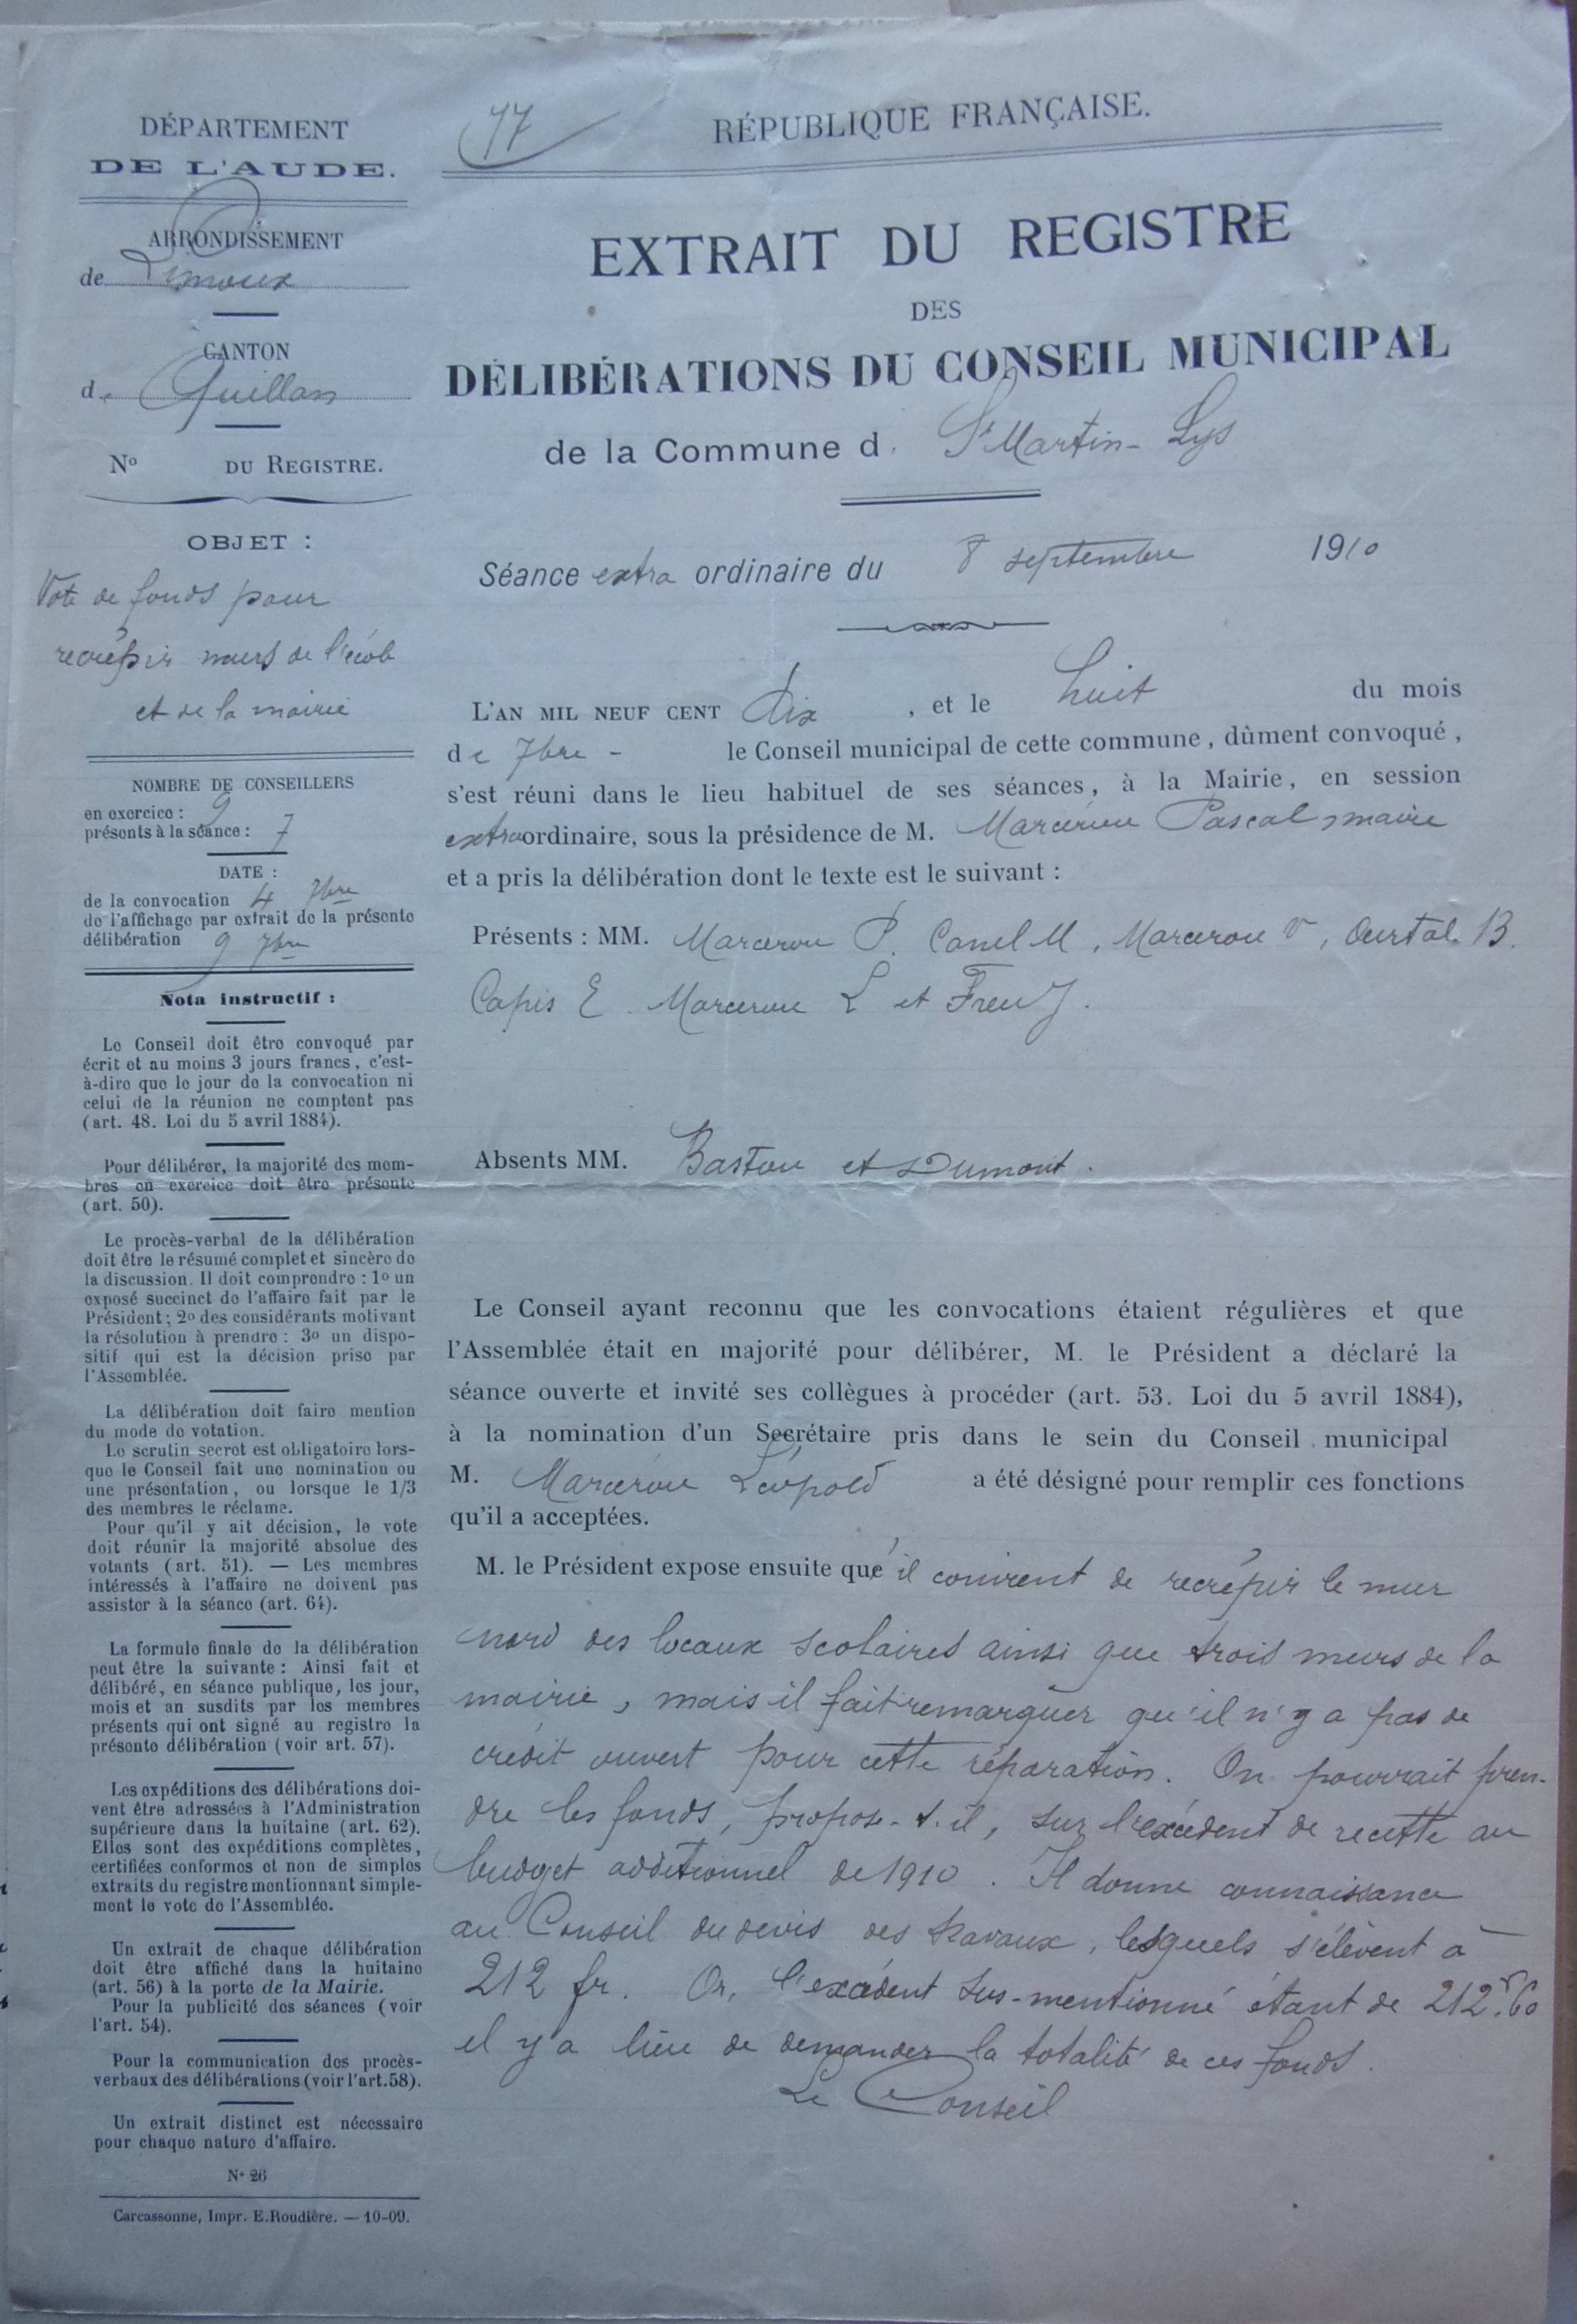 DÉPARTEMENT
DE L'AUDE.
ARRONDISSEMENT
de Limoux
CANTON
de Quillan
N° DU REGISTRE.
OBJET :
Vote de fonds pour
recrépir murs de l'école
et de la mairie
NOMBRE DE CONSEILLERS
en exercice : 9
présents à la séance : 7
DATE :
de la convocation 4 7bre
de l'affichage par extrait de la présente
délibération 9 7bre
Nota instructif :
Le Conseil doit être convoqué par
écrit et au moins 3 jours francs, c'est-
à-dire que le jour de la convocation ni
celui de la réunion ne comptent pas
(art. 48. Loi du 5 avril 1884).
Pour délibérer, la majorité des mem-
bres en exercice doit être présente
(art. 50).
Le procès-verbal de la délibération
doit être le résumé complet et sincère de
la discussion. Il doit comprendre : 1o un
exposé succinct de l'affaire fait par le
Président ; 2o des considérants motivant
la résolution à prendre : 3o un dispo-
sitif qui est la décision prise par
l'Assemblée.
La délibération doit faire mention
du mode de votation.
Le scrutin secret est obligatoire lors-
que le Conseil fait une nomination ou
une présentation, ou lorsque le 1/3
des membres le réclame.
Pour qu'il y ait décision, le vote
doit réunir la majorité absolue des
votants (art. 51). — Les membres
intéressés à l'affaire ne doivent pas
assister à la séance (art. 64).
La formule finale de la délibération
peut être la suivante : Ainsi fait et
délibéré, en séance publique, les jour,
mois et an susdits par les membres
présents qui ont signé au registre la
présente délibération (voir art. 57).
Les expéditions des délibérations doi-
vent être adressées à l'Administration
supérieure dans la huitaine (art. 62).
Elles sont des expéditions complètes,
certifiées conformes et non de simples
extraits du registre mentionnant simple-
ment le vote de l'Assemblée.
Un extrait de chaque délibération
doit être affiché dans la huitaine
(art. 56) à la porte de la Mairie.
Pour la publicité des séances (voir
l'art. 54).
Pour la communication des procès-
verbaux des délibérations (voir l'art. 58).
Un extrait distinct est nécessaire
pour chaque nature d'affaire.
N° 26
Carcassonne, Impr. E. Roudière. — 10-09.
77
RÉPUBLIQUE FRANÇAISE.
EXTRAIT DU REGISTRE
DES
DÉLIBÉRATIONS DU CONSEIL MUNICIPAL
de la Commune d. St Martin-Lys
Séance extra ordinaire du 8 septembre 1910
L'AN MIL NEUF CENT dix, et le huit du mois
de 7bre - le Conseil municipal de cette commune, dûment convoqué,
s'est réuni dans le lieu habituel de ses séances, à la Mairie, en session
extraordinaire, sous la présidence de M. Marcerou Pascal, maire
et a pris la délibération dont le texte est le suivant :
Présents : MM. Marcerou P. Canel M, Marcerou V, Ourtal B.
Capis E. Marcerou L et Freu J.
Absents MM. Bastou et Dumont.
Le Conseil ayant reconnu que les convocations étaient régulières et que
l'Assemblée était en majorité pour délibérer, M. le Président a déclaré la
séance ouverte et invité ses collègues à procéder (art. 53. Loi du 5 avril 1884),
à la nomination d'un Secrétaire pris dans le sein du Conseil municipal
M. Marcerou Léopold a été désigné pour remplir ces fonctions
qu'il a acceptées.
M. le Président expose ensuite qu'il convient de recrépir le mur
nord des locaux scolaires ainsi que trois murs de la
mairie, mais il fait remarquer qu'il n'y a pas de
crédit ouvert pour cette réparation. On pourrait pren-
dre les fonds, propose-t-il, sur l'excédent de recette au
budget additionnel de 1910. Il donne connaissance
au Conseil du devis des travaux, lesquels s'élèvent à
212 fr. Or, l'excédent sus-mentionné étant de 212f.60
il y a lieu de demander la totalité de ces fonds.
Le Conseil